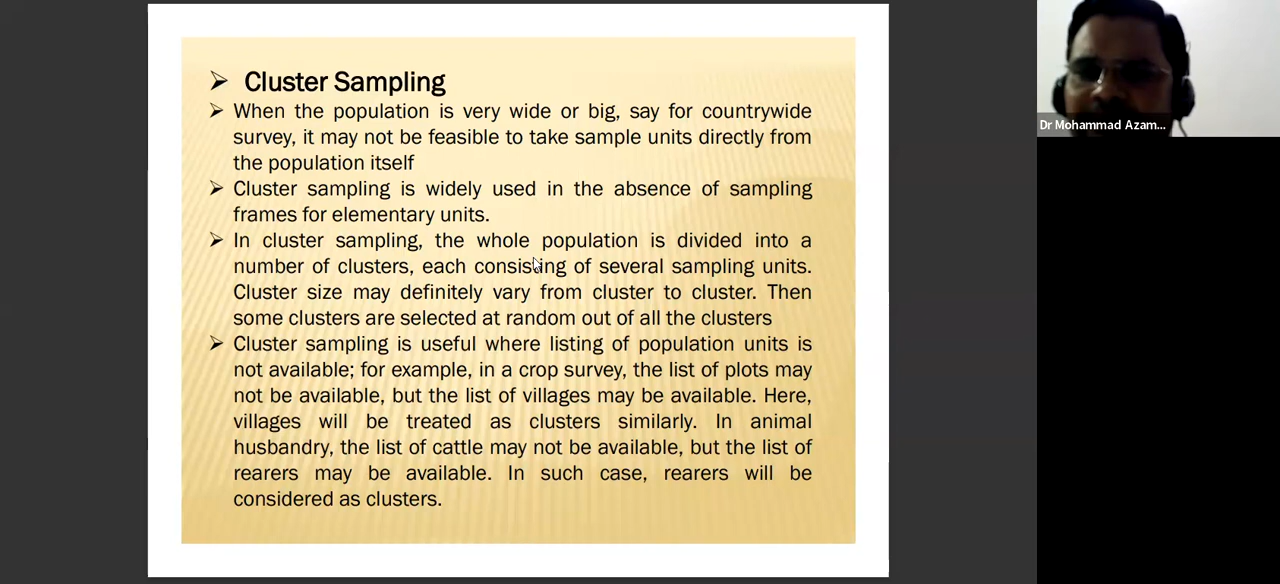 ➢ Cluster Sampling
➢ When the population is very wide or big, say for countrywide
survey, it may not be feasible to take sample units directly from
the population itself
➢ Cluster sampling is widely used in the absence of sampling
frames for elementary units.
➢ In cluster sampling, the whole population is divided into a
number of clusters, each consisting of several sampling units.
Cluster size may definitely vary from cluster to cluster. Then
some clusters are selected at random out of all the clusters
➢ Cluster sampling is useful where listing of population units is
not available; for example, in a crop survey, the list of plots may
not be available, but the list of villages may be available. Here,
villages will be treated as clusters similarly. In animal
husbandry, the list of cattle may not be available, but the list of
rearers may be available. In such case, rearers will be
considered as clusters.
Dr Mohammad Azam...